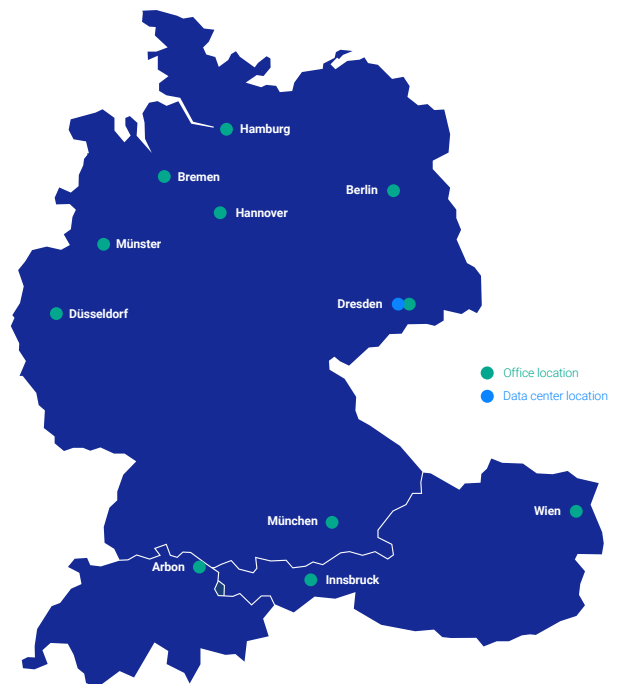 Hamburg
Bremen
Berlin
Hannover
Münster
Dresden
Düsseldorf
Office location
Data center location
Wien
München
Arbon
Innsbruck